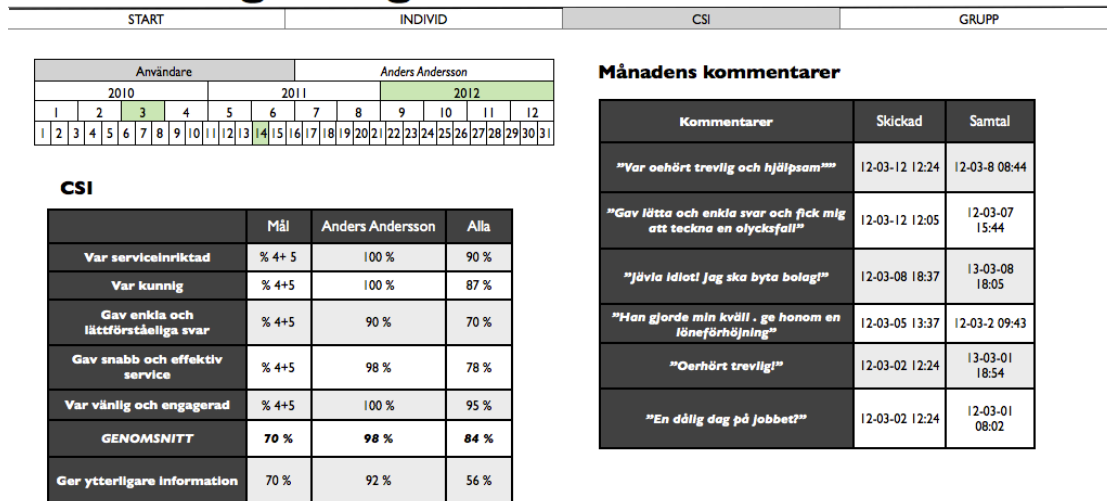 START INDIVID CSI GRUPP
Användare Anders Andersson
2010 2011 2012
1 2 3 4 5 6 7 8 9 10 11 12
1 2 3 4 5 6 7 8 9 10 11 12 13 14 15 16 17 18 19 20 21 22 23 24 25 26 27 28 29 30 31
CSI
Mål Anders Andersson Alla
Var serviceinriktad % 4+ 5 100 % 90 %
Var kunnig % 4+5 100 % 87 %
Gav enkla och
lättförståeliga svar % 4+5 90 % 70 %
Gav snabb och effektiv
service % 4+5 98 % 78 %
Var vänlig och engagerad % 4+5 100 % 95 %
GENOMSNITT 70 % 98 % 84 %
Ger ytterligare information 70 % 92 % 56 %
Månadens kommentarer
Kommentarer Skickad Samtal
”Var oehört trevlig och hjälpsam”” 12-03-12 12:24 12-03-8 08:44
”Gav lätta och enkla svar och fick mig
att teckna en olycksfall” 12-03-12 12:05 12-03-07
15:44
”Jävla idiot! Jag ska byta bolag!” 12-03-08 18:37 13-03-08
18:05
”Han gjorde min kväll . ge honom en
löneförhöjning” 12-03-05 13:37 12-03-2 09:43
”Oerhört trevlig!” 12-03-02 12:24 13-03-01
18:54
”En dålig dag på jobbet?” 12-03-02 12:24 12-03-01
08:02